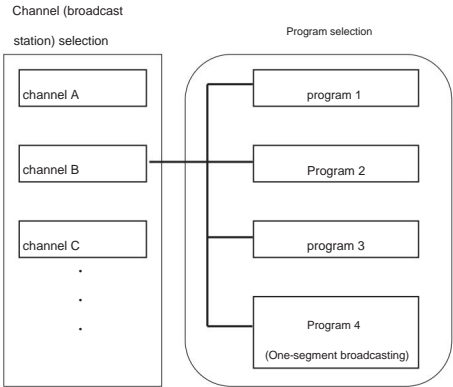 Channel (broadcast
station) selection
Program selection
channel A
channel B
channel C
.
.
.
program 1
Program 2
program 3
Program 4
(One-segment broadcasting)